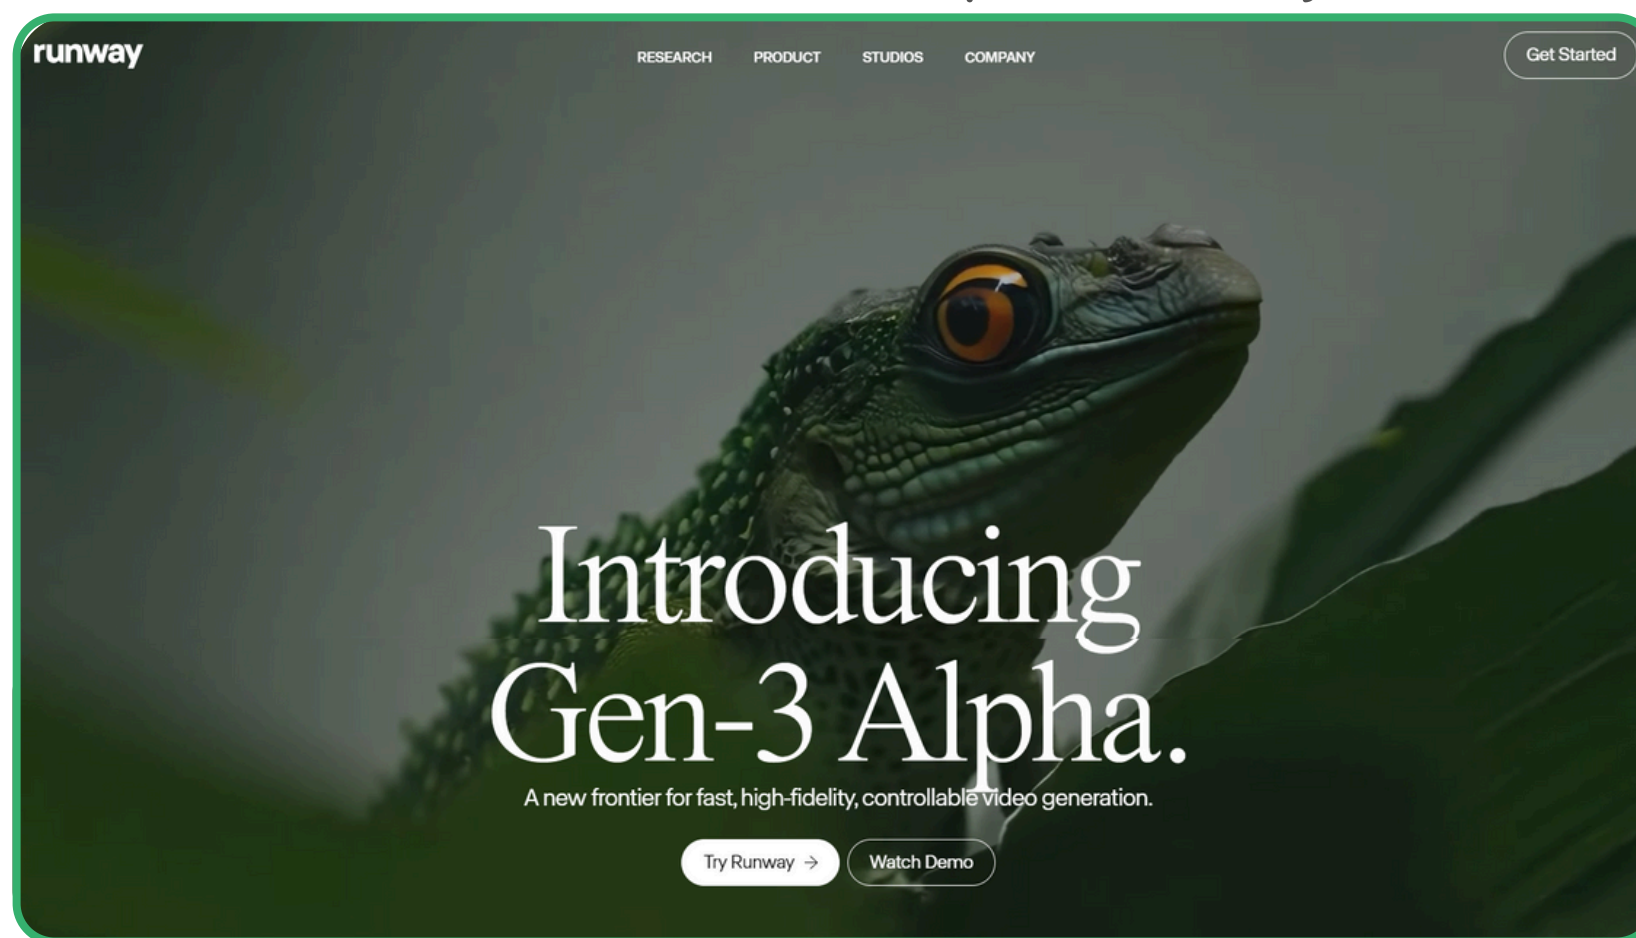 runway
RESEARCH PRODUCT STUDIOS COMPANY
Get Started
Introducing
Gen-3 Alpha.
A new frontier for fast, high-fidelity, controllable video generation.
Try Runway → Watch Demo